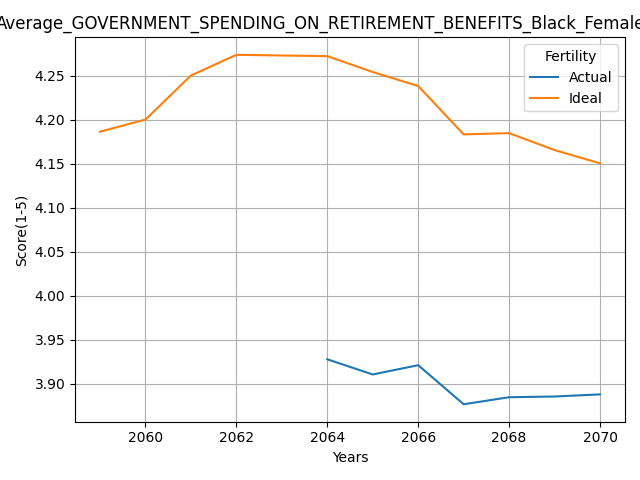 Average_GOVERNMENT_SPENDING_ON_RETIREMENT_BENEFITS_Black_Female
Fertility
Actual
Ideal
4.25
4.20
4.15
4.10
4.05
4.00
3.95
3.90
Score(1-5)
2060 2062 2064 2066 2068 2070
Years